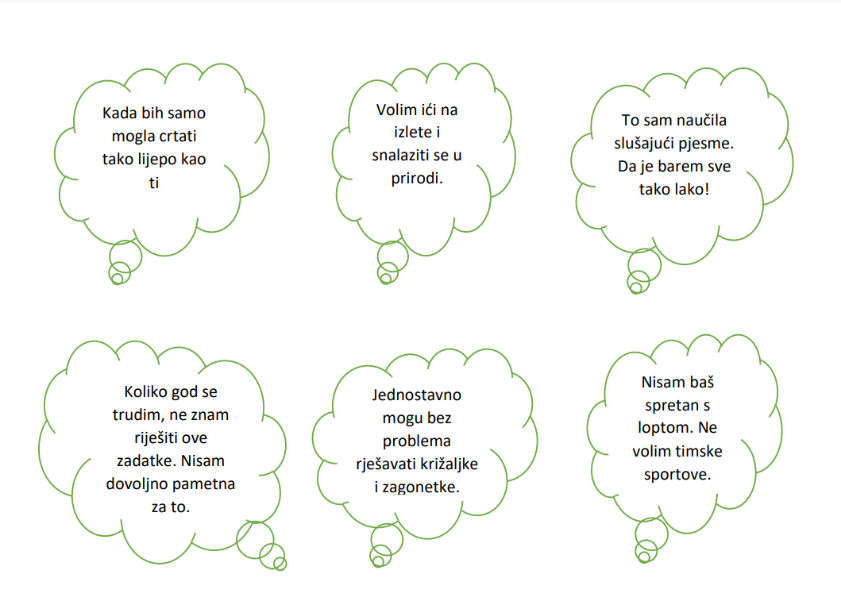 Kada bih samo
mogla crtati
tako lijepo kao
ti
Volim ići na
izlete i
snalaziti se u
prirodi.
To sam naučila
slušajući pjesme.
Da je barem sve
tako lako!
Koliko god se
trudim, ne znam
riješiti ove
zadatke. Nisam
dovoljno pametna
za to.
Jednostavno
mogu bez
problema
rješavati križaljke
i zagonetke.
Nisam baš
spretan s
loptom. Ne
volim timske
sportove.